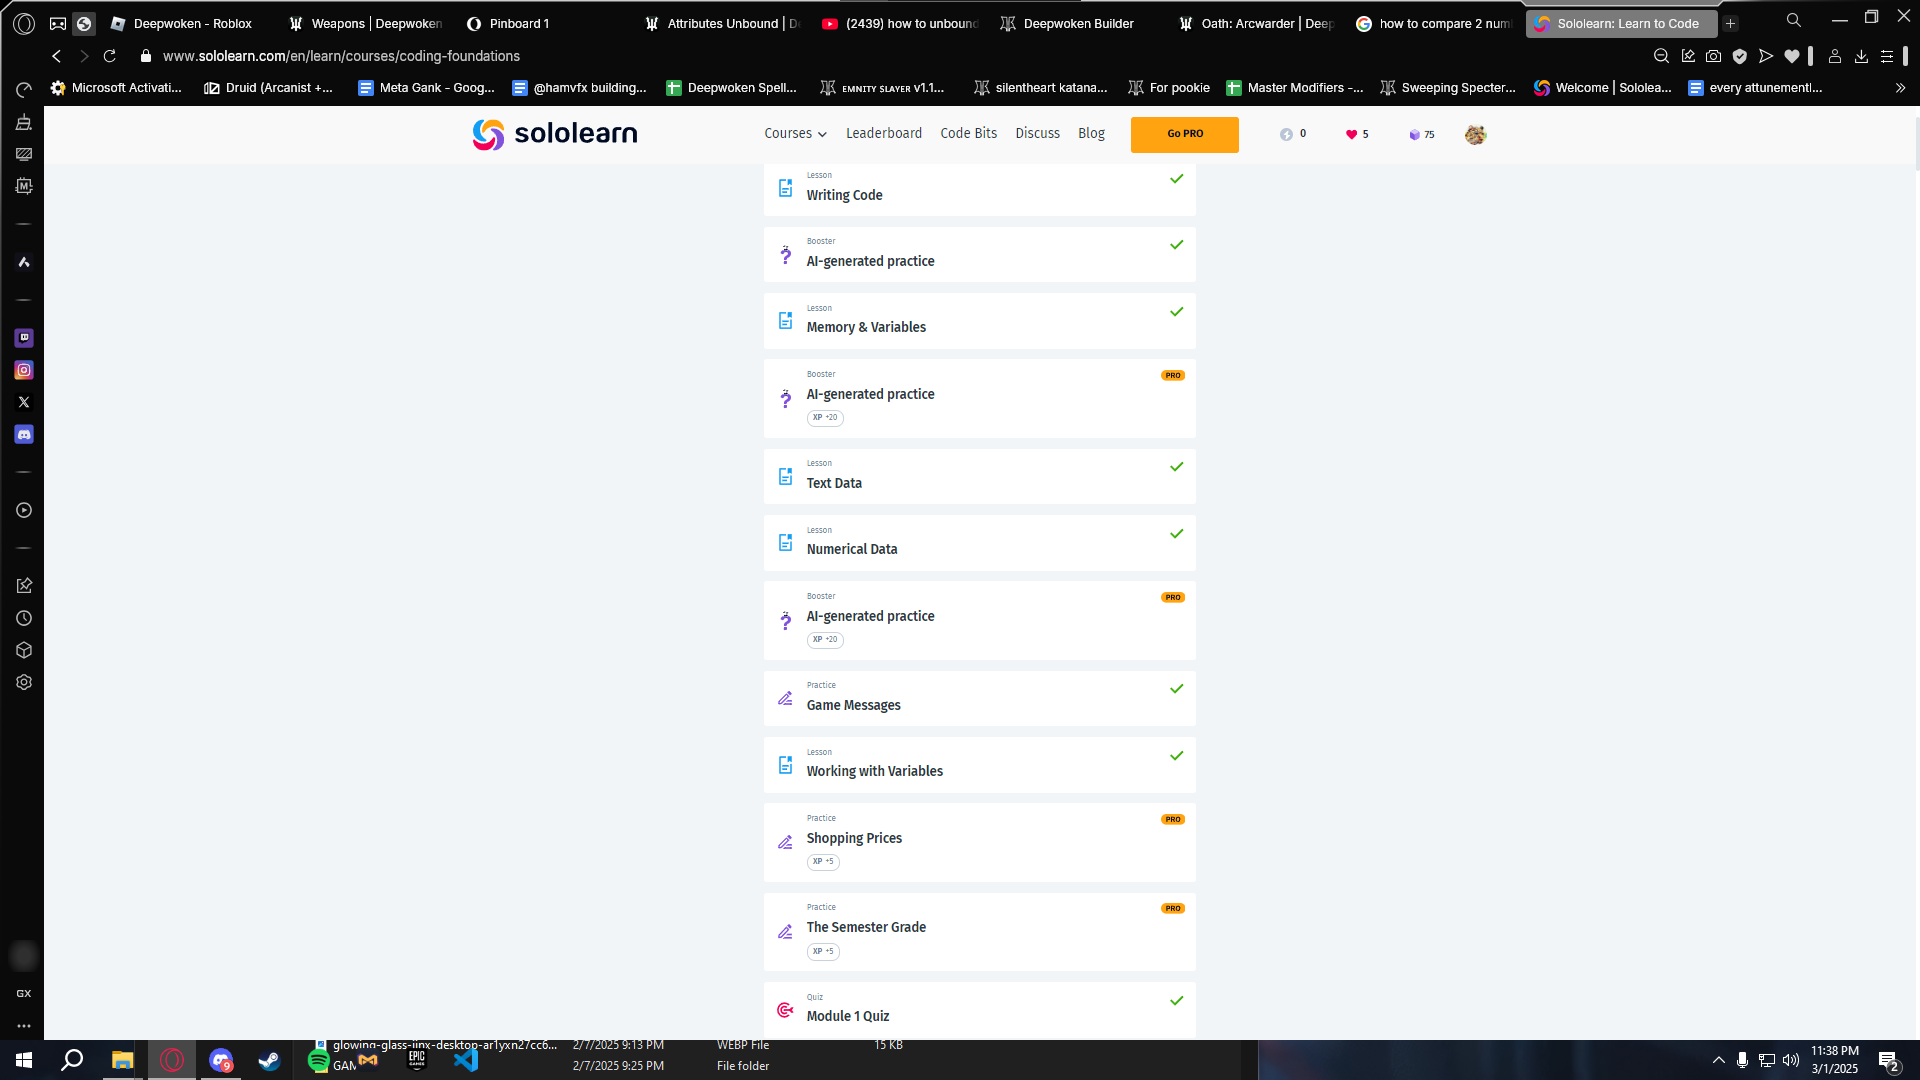 Deepwoken - Roblox
Weapons | Deepwoken
Pinboard 1
Attributes Unbound | De
(2439) how to unbound
Deepwoken Builder
Oath: Arcwarder | Deep
how to compare 2 num
Sololearn: Learn to Code
www.sololearn.com/en/learn/courses/coding-foundations
Microsoft Activati...
Druid (Arcanist +...
Meta Gank - Goog...
@hamvfx building...
Deepwoken Spell...
EMNITY SLAYER v1.1...
silentheart katana...
For pookie
Master Modifiers -...
Sweeping Specter...
Welcome | Solólea...
every attunement!...
sololearn
Courses
Leaderboard
Code Bits
Discuss
Blog
Go PRO
0
5
75
Lesson
Writing Code
Booster
AI-generated practice
Lesson
Memory & Variables
Booster
PRO
AI-generated practice
XP +20
Lesson
Text Data
Lesson
Numerical Data
Booster
PRO
AI-generated practice
XP +20
Practice
Game Messages
Lesson
Working with Variables
Practice
PRO
Shopping Prices
XP +5
Practice
PRO
The Semester Grade
XP +5
Quiz
Module 1 Quiz
GX
glowing-glass-jinx-desktop-ar1yxn27cc6... 2/7/2025 9:13 PM WEBP File 15 KB
GAM 2/7/2025 9:25 PM File folder
9
EPIC
GAMES
11:38 PM
3/1/2025
2